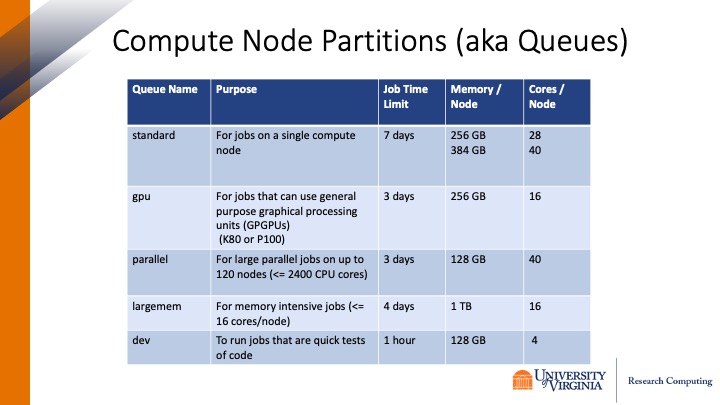 Compute Node Partitions (aka Queues)
Queue Name Purpose Job Time Limit Memory / Node Cores / Node
standard For jobs on a single compute node 7 days 256 GB 384 GB 28 40
gpu For jobs that can use general purpose graphical processing units (GPGPUs) (K80 or P100) 3 days 256 GB 16
parallel For large parallel jobs on up to 120 nodes (<= 2400 CPU cores) 3 days 128 GB 40
largemem For memory intensive jobs (<= 16 cores/node) 4 days 1 TB 16
dev To run jobs that are quick tests of code 1 hour 128 GB 4
UNIVERSITY
of VIRGINIA
Research Computing